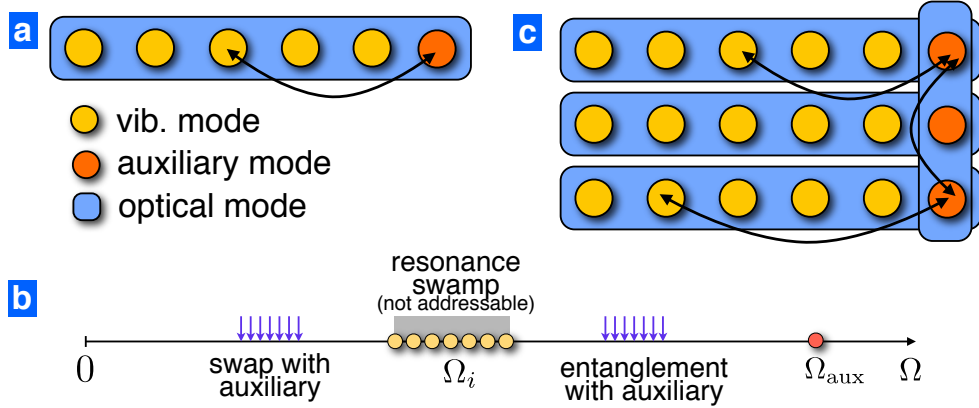 a
c
vib. mode
auxiliary mode
optical mode
b
resonance
swamp
(not addressable)
0
swap with
auxiliary
Ωᵢ
entanglement
with auxiliary
Ωaux
Ω